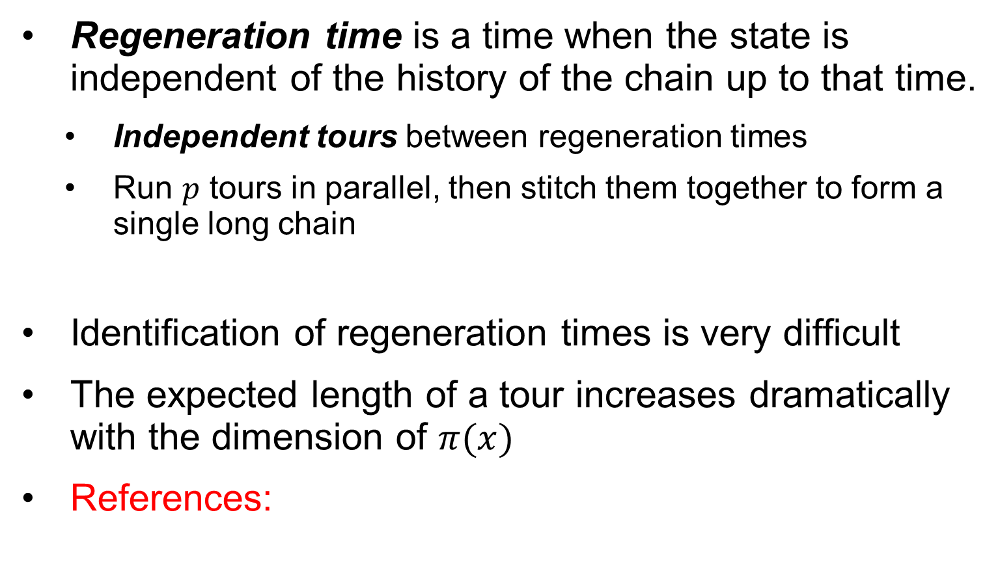 • Regeneration time is a time when the state is
independent of the history of the chain up to that time.
• Independent tours between regeneration times
• Run 𝑝 tours in parallel, then stitch them together to form a
single long chain
• Identification of regeneration times is very difficult
• The expected length of a tour increases dramatically
with the dimension of 𝜋(𝑥)
• References: